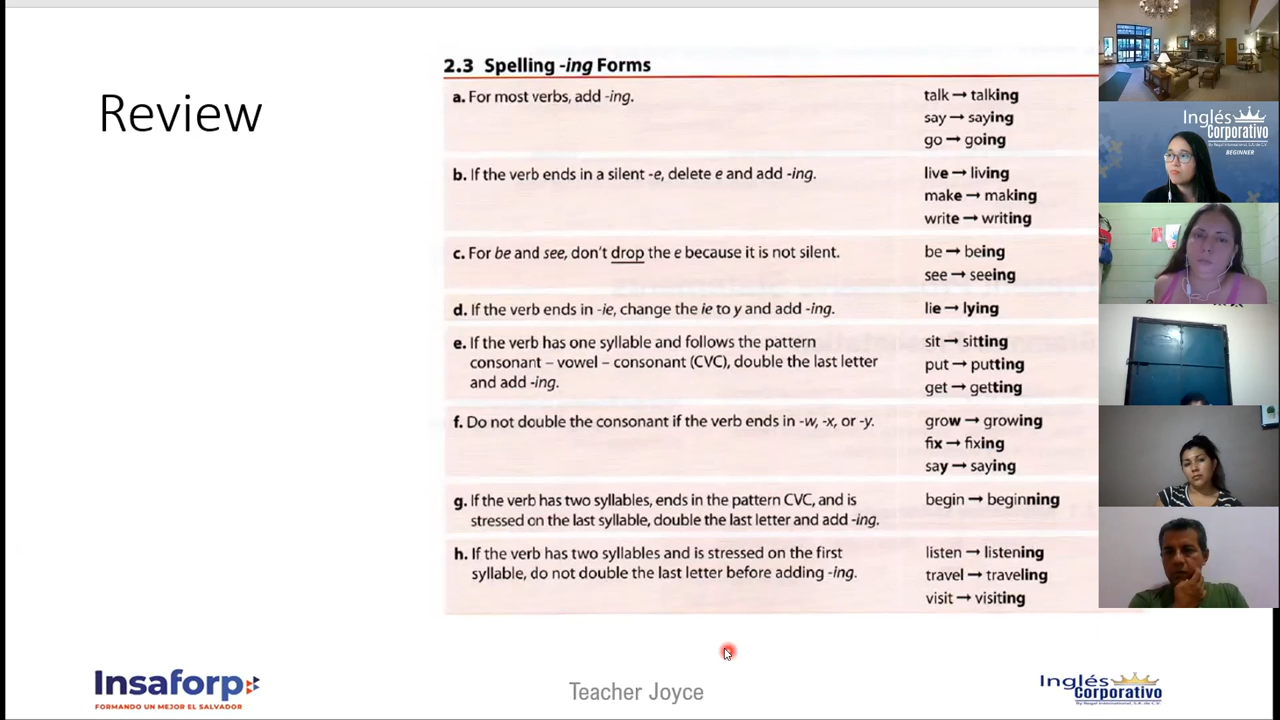 Review
2.3 Spelling -ing Forms
a. For most verbs, add -ing.
talk → talking
say → saying
go → going
b. If the verb ends in a silent -e, delete e and add -ing.
live → living
make → making
write → writing
c. For be and see, don't drop the e because it is not silent.
be → being
see → seeing
d. If the verb ends in -ie, change the ie to y and add -ing.
lie → lying
e. If the verb has one syllable and follows the pattern
consonant – vowel – consonant (CVC), double the last letter
and add -ing.
sit → sitting
put → putting
get → getting
f. Do not double the consonant if the verb ends in -w, -x, or -y.
grow → growing
fix → fixing
say → saying
g. If the verb has two syllables, ends in the pattern CVC, and is
stressed on the last syllable, double the last letter and add -ing.
begin → beginning
h. If the verb has two syllables and is stressed on the first
syllable, do not double the last letter before adding -ing.
listen → listening
travel → traveling
visit → visiting
Inglés
Corporativo
By Regal International, S.A. de C.V.
BEGINNER
Insaforp
FORMANDO UN MEJOR EL SALVADOR
Teacher Joyce
Inglés
Corporativo
By Regal International, S.A. de C.V.